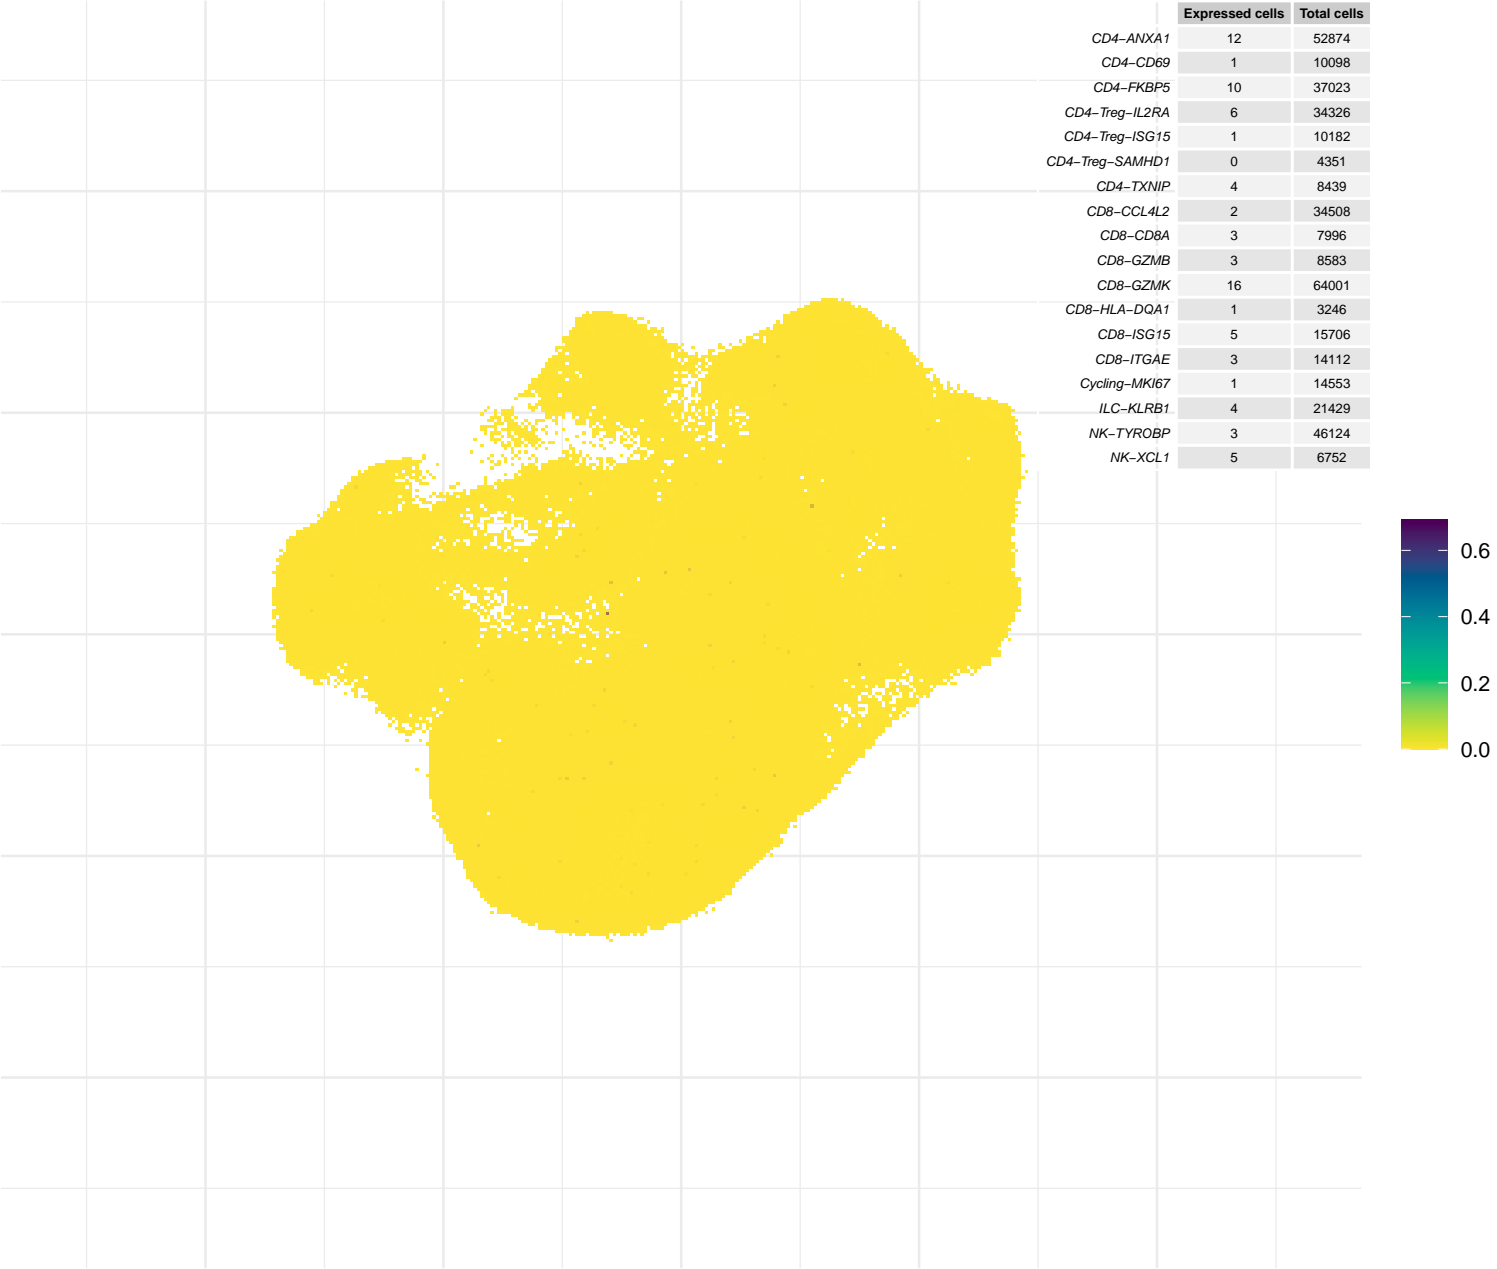 Expressed cells Total cells
CD4−ANXA1 12 52874
CD4−CD69 1 10098
CD4−FKBP5 10 37023
CD4−Treg−IL2RA 6 34326
CD4−Treg−ISG15 1 10182
CD4−Treg−SAMHD1 0 4351
CD4−TXNIP 4 8439
CD8−CCL4L2 2 34508
CD8−CD8A 3 7996
CD8−GZMB 3 8583
CD8−GZMK 16 64001
CD8−HLA−DQA1 1 3246
CD8−ISG15 5 15706
CD8−ITGAE 3 14112
Cycling−MKI67 1 14553
ILC−KLRB1 4 21429
NK−TYROBP 3 46124
NK−XCL1 5 6752
0.6
0.4
0.2
0.0